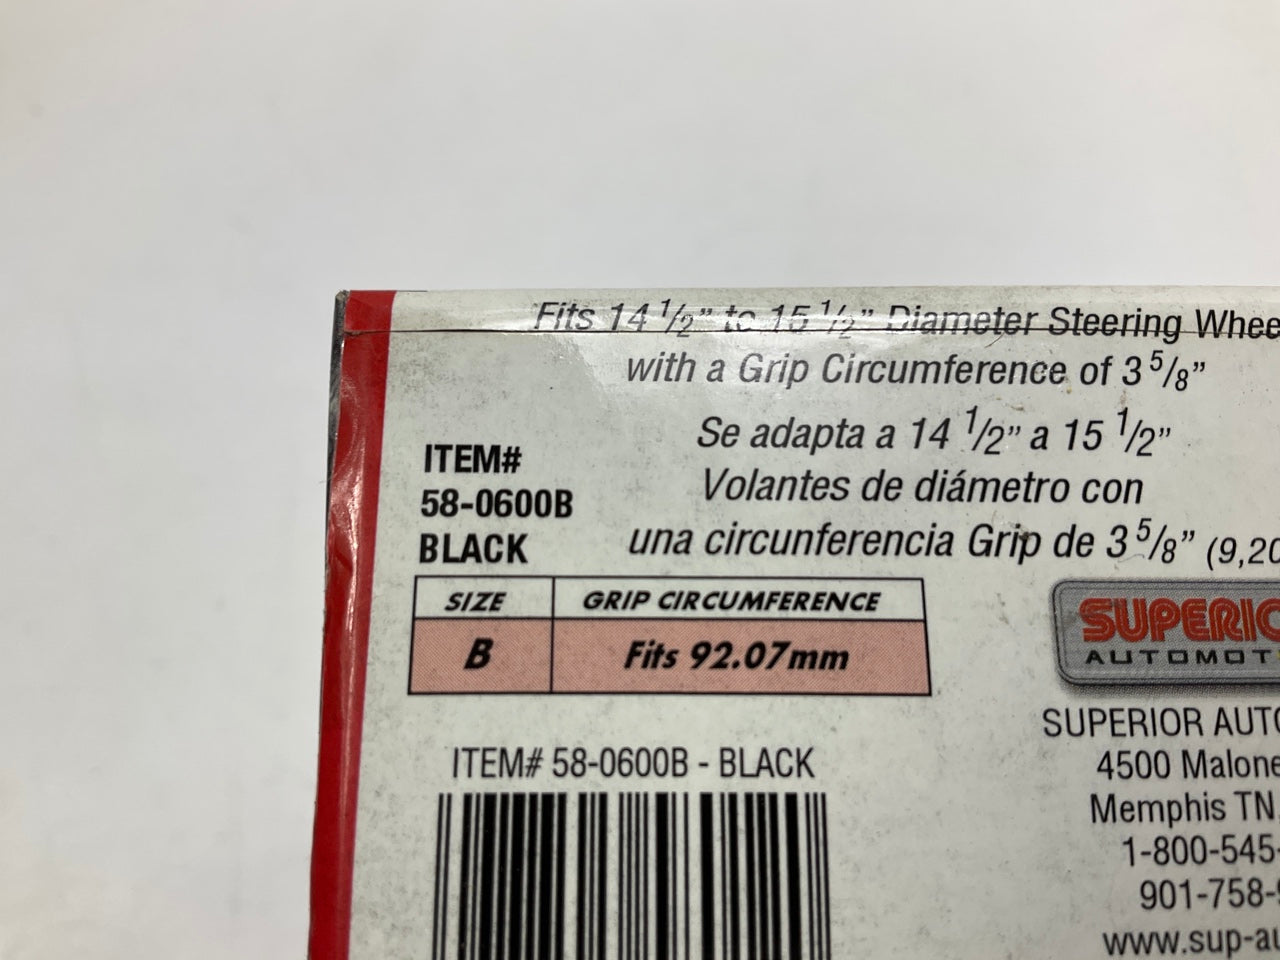 Fits 14 1/2” to 15 1/2” Diameter Steering Whee
with a Grip Circumference of 3 5/8”
Se adapta a 14 1/2” a 15 1/2”
Volantes de diámetro con
una circunferencia Grip de 3 5/8” (9,20
ITEM#
58-0600B
BLACK
SIZE GRIP CIRCUMFERENCE
B Fits 92.07mm
SUPERIO
AUTOMOT
ITEM# 58-0600B - BLACK
SUPERIOR AUTO
4500 Malone
Memphis TN,
1-800-545-
901-758-
www.sup-au